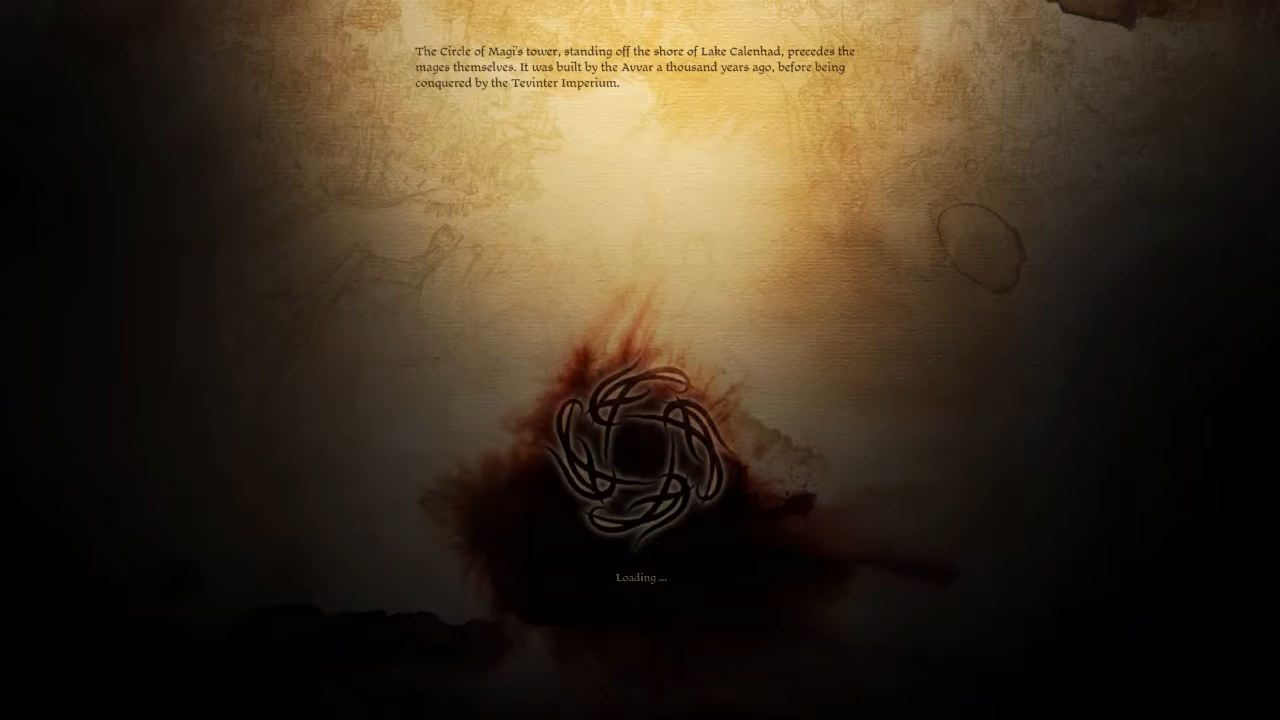 The Circle of Magi's tower, standing off the shore of Lake Calenhad, precedes the
mages themselves. It was built by the Avvar a thousand years ago, before being
conquered by the Tevinter Imperium.
Loading ...